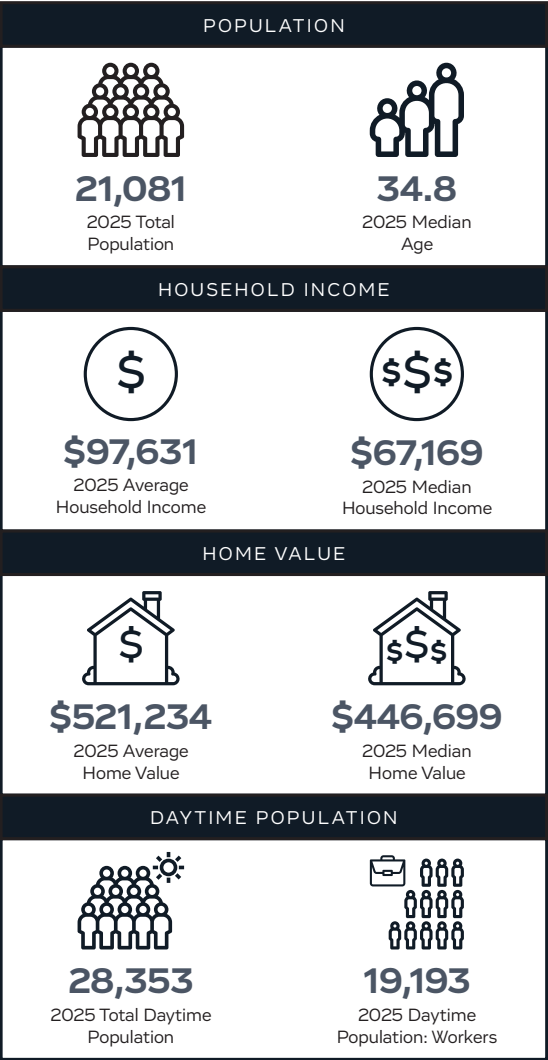 POPULATION
21,081
2025 Total
Population
34.8
2025 Median
Age
HOUSEHOLD INCOME
$
$97,631
2025 Average
Household Income
$$$
$67,169
2025 Median
Household Income
HOME VALUE
$
$521,234
2025 Average
Home Value
$$$
$446,699
2025 Median
Home Value
DAYTIME POPULATION
28,353
2025 Total Daytime
Population
19,193
2025 Daytime
Population: Workers